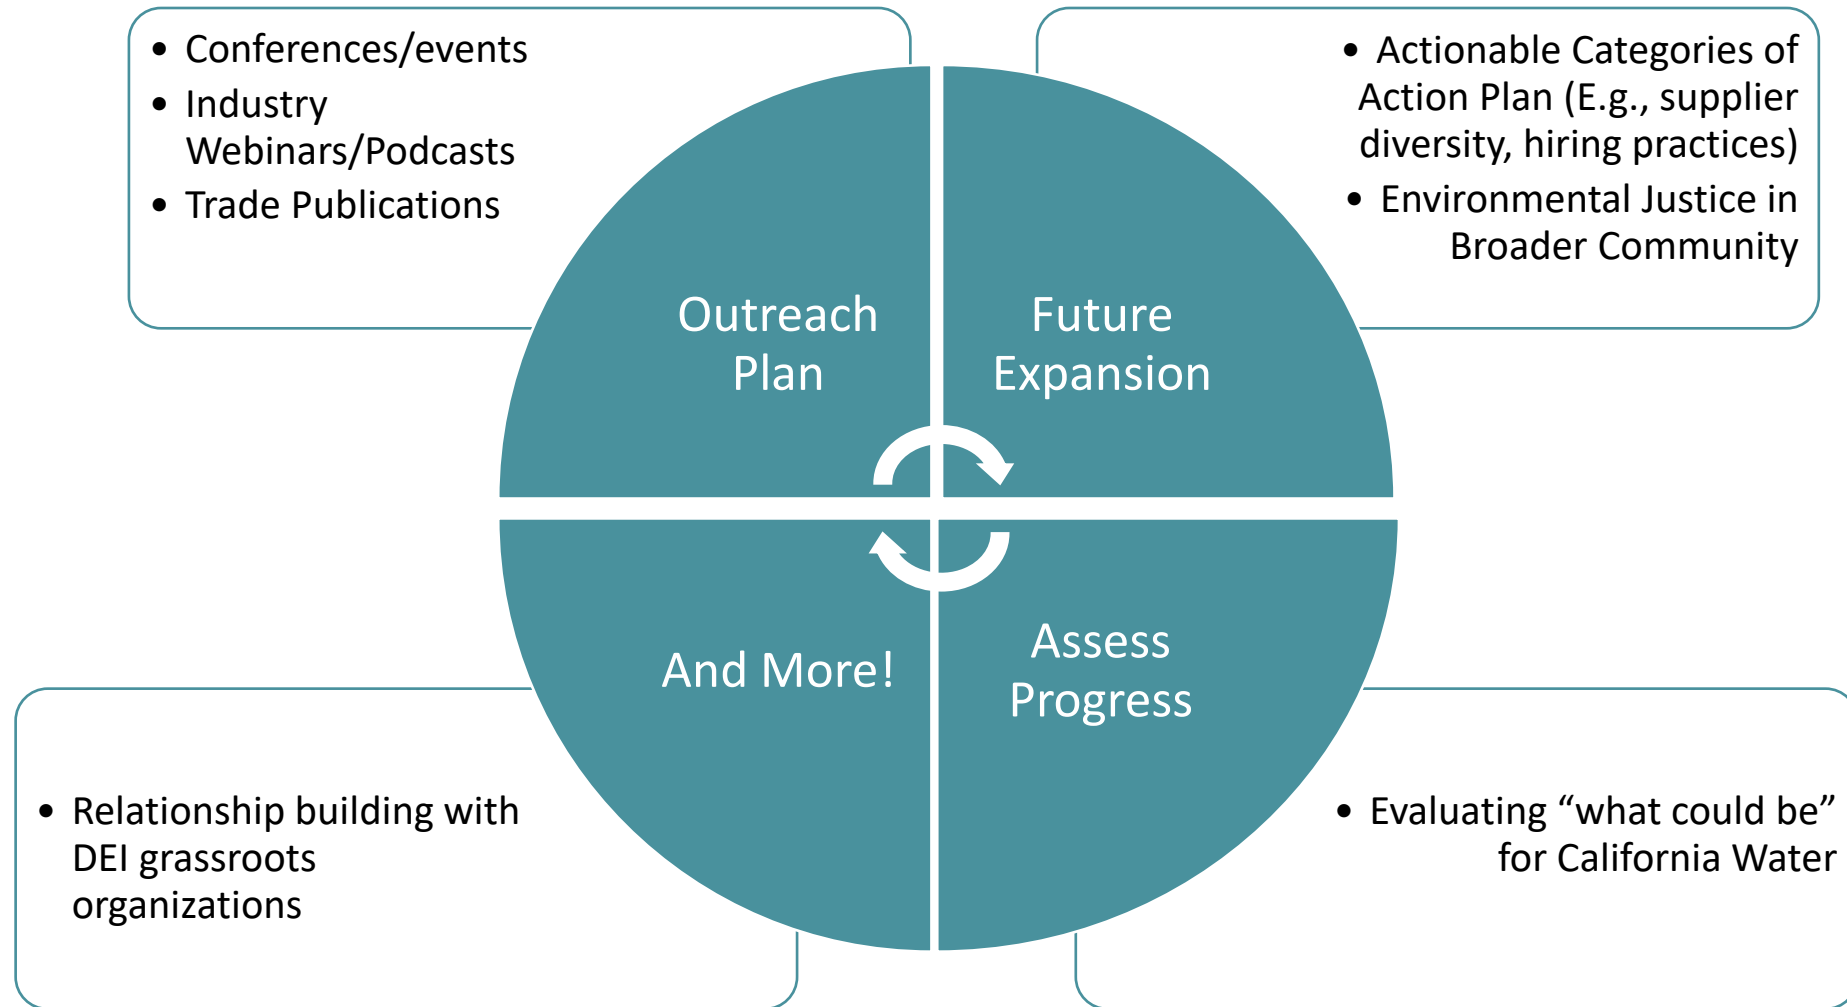 • Conferences/events
• Industry
Webinars/Podcasts
• Trade Publications
• Actionable Categories of
Action Plan (E.g., supplier
diversity, hiring practices)
• Environmental Justice in
Broader Community
Outreach
Plan
Future
Expansion
And More!
Assess
Progress
• Relationship building with
DEI grassroots
organizations
• Evaluating “what could be”
for California Water